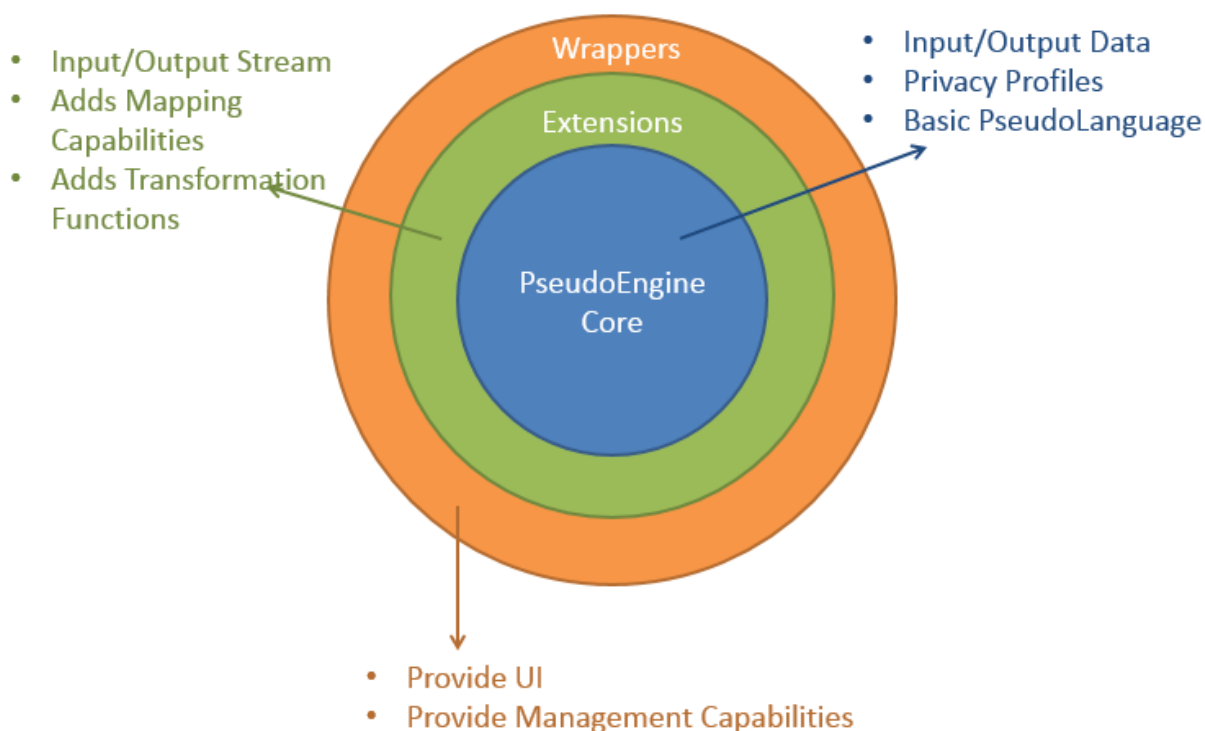 • Input/Output Stream
• Adds Mapping
Capabilities
• Adds Transformation
Functions
Wrappers
Extensions
PseudoEngine
Core
• Input/Output Data
• Privacy Profiles
• Basic PseudoLanguage
• Provide UI
• Provide Management Capabilities